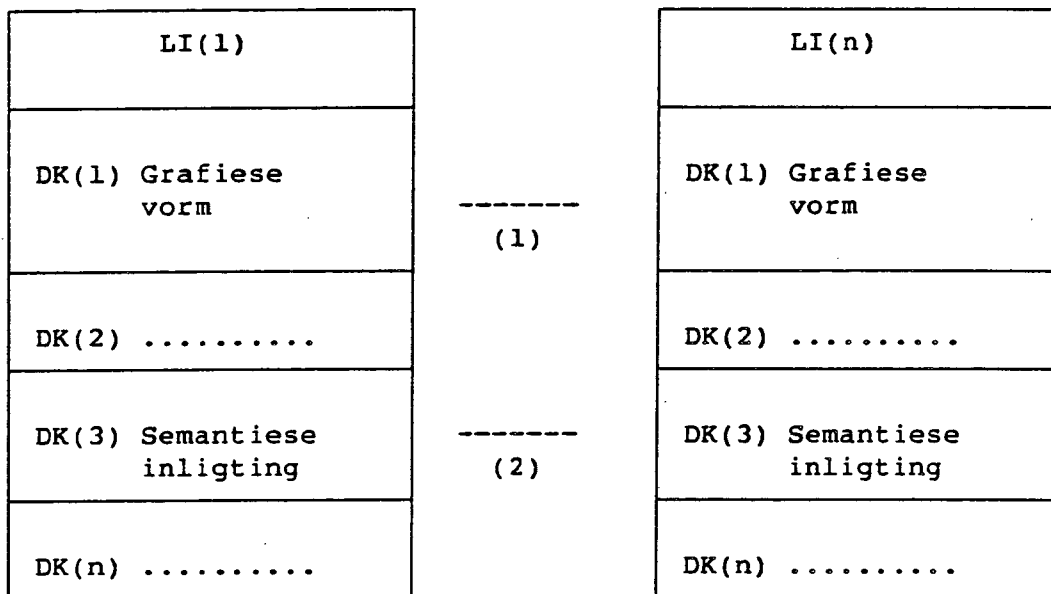 LI(1)
DK(1) Grafiese
vorm
DK(2) ..........
DK(3) Semantiese
inligting
DK(n) ..........
-------
(1)
-------
(2)
LI(n)
DK(1) Grafiese
vorm
DK(2) ..........
DK(3) Semantiese
inligting
DK(n) ..........